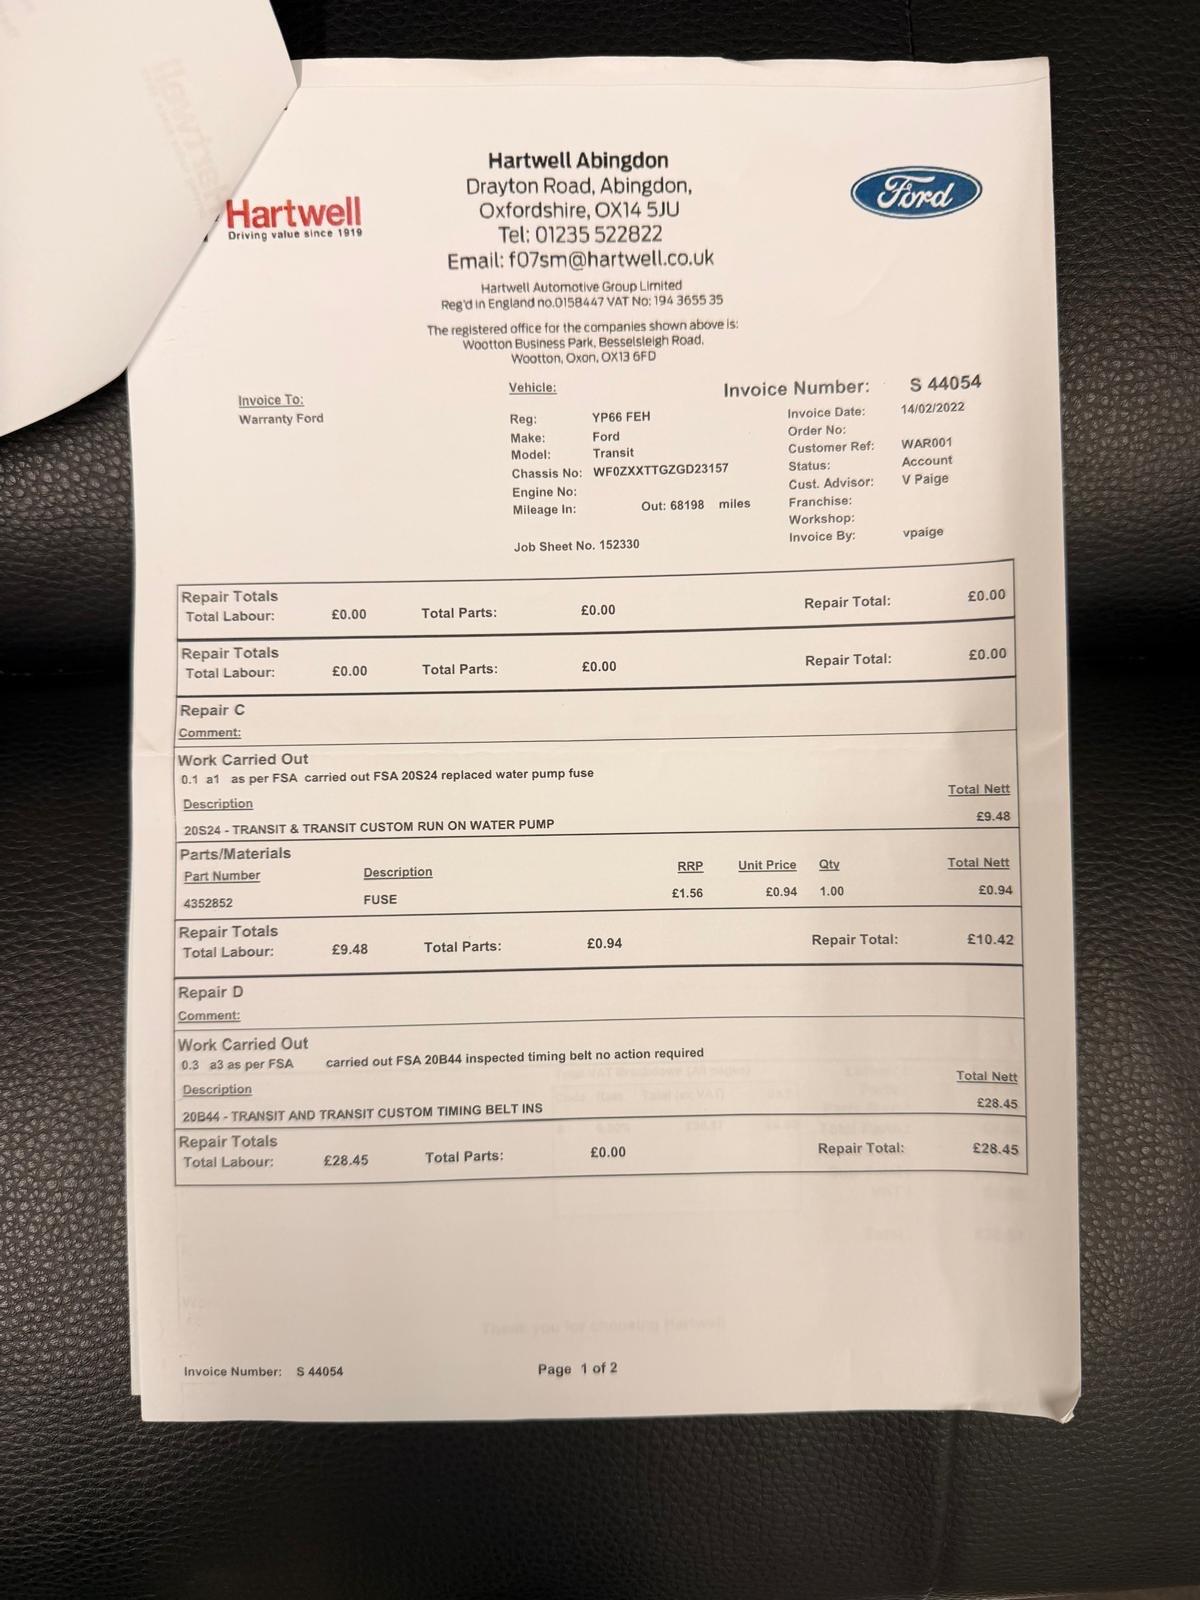 Hartwell
Driving value since 1919
Hartwell Abingdon
Drayton Road, Abingdon,
Oxfordshire, OX14 5JU
Tel: 01235 522822
Email: f07sm@hartwell.co.uk
Hartwell Automotive Group Limited
Reg'd in England no.0158447 VAT No: 194 3655 35
The registered office for the companies shown above is:
Wootton Business Park, Besselsleigh Road,
Wootton, Oxon, OX13 6FD
Ford
Invoice To:
Warranty Ford
Vehicle:
Reg: YP66 FEH
Make: Ford
Model: Transit
Chassis No: WF0ZXXTTGZGD23157
Engine No:
Mileage In: Out: 68198 miles
Job Sheet No. 152330
Invoice Number: S 44054
Invoice Date: 14/02/2022
Order No:
Customer Ref: WAR001
Status: Account
Cust. Advisor: V Paige
Franchise:
Workshop:
Invoice By: vpaige
Repair Totals
Total Labour: £0.00 Total Parts: £0.00 Repair Total: £0.00
Repair Totals
Total Labour: £0.00 Total Parts: £0.00 Repair Total: £0.00
Repair C
Comment:
Work Carried Out
0.1 a1 as per FSA carried out FSA 20S24 replaced water pump fuse
Description Total Nett
20S24 - TRANSIT & TRANSIT CUSTOM RUN ON WATER PUMP £9.48
Parts/Materials
Part Number Description RRP Unit Price Qty Total Nett
4352852 FUSE £1.56 £0.94 1.00 £0.94
Repair Totals
Total Labour: £9.48 Total Parts: £0.94 Repair Total: £10.42
Repair D
Comment:
Work Carried Out
0.3 a3 as per FSA carried out FSA 20B44 inspected timing belt no action required
Description Total Nett
20B44 - TRANSIT AND TRANSIT CUSTOM TIMING BELT INS £28.45
Repair Totals
Total Labour: £28.45 Total Parts: £0.00 Repair Total: £28.45
Thank you for choosing Hartwell
Invoice Number: S 44054
Page 1 of 2